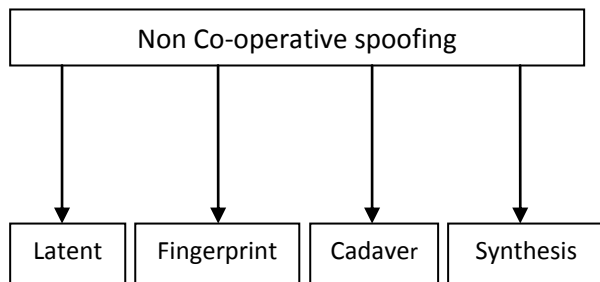 Non Co-operative spoofing
Latent
Fingerprint
Cadaver
Synthesis